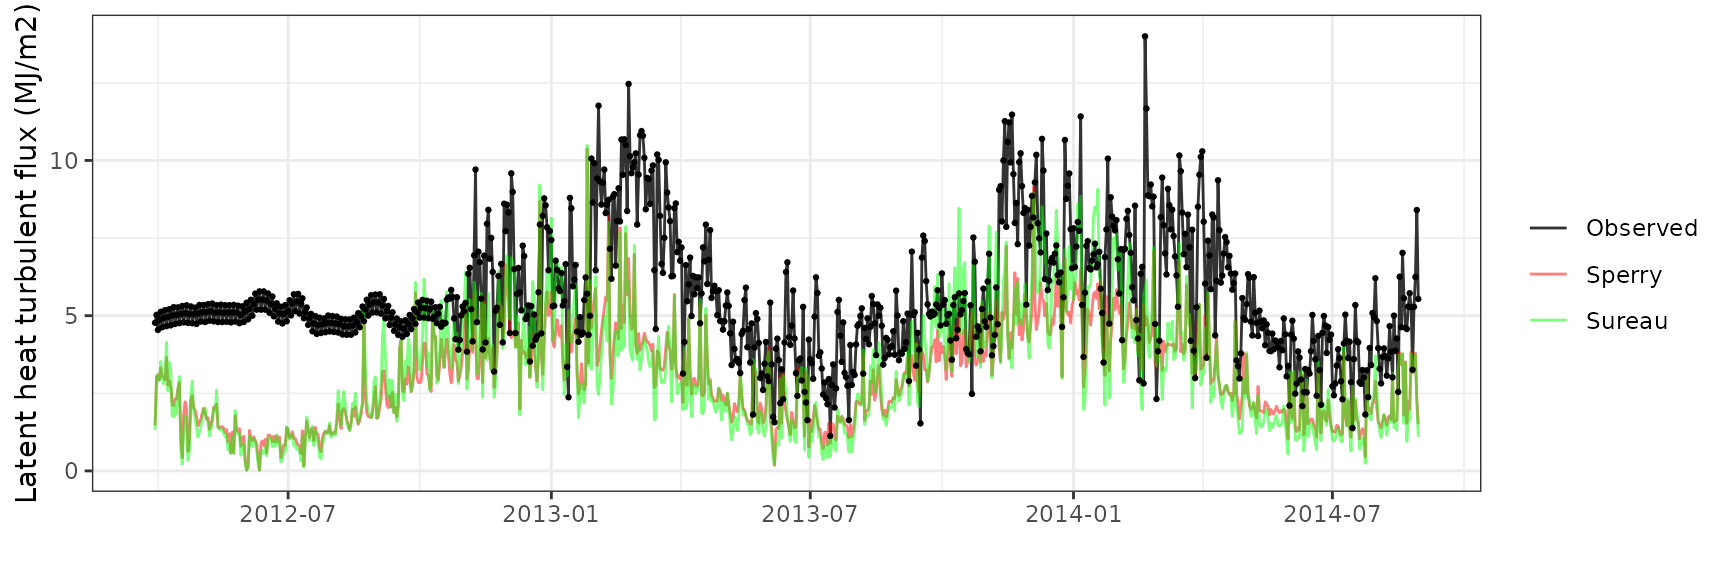 Latent heat turbulent flux (MJ/m2)
10
5
0
2012-07
2013-01
2013-07
2014-01
2014-07
Observed
Sperry
Sureau